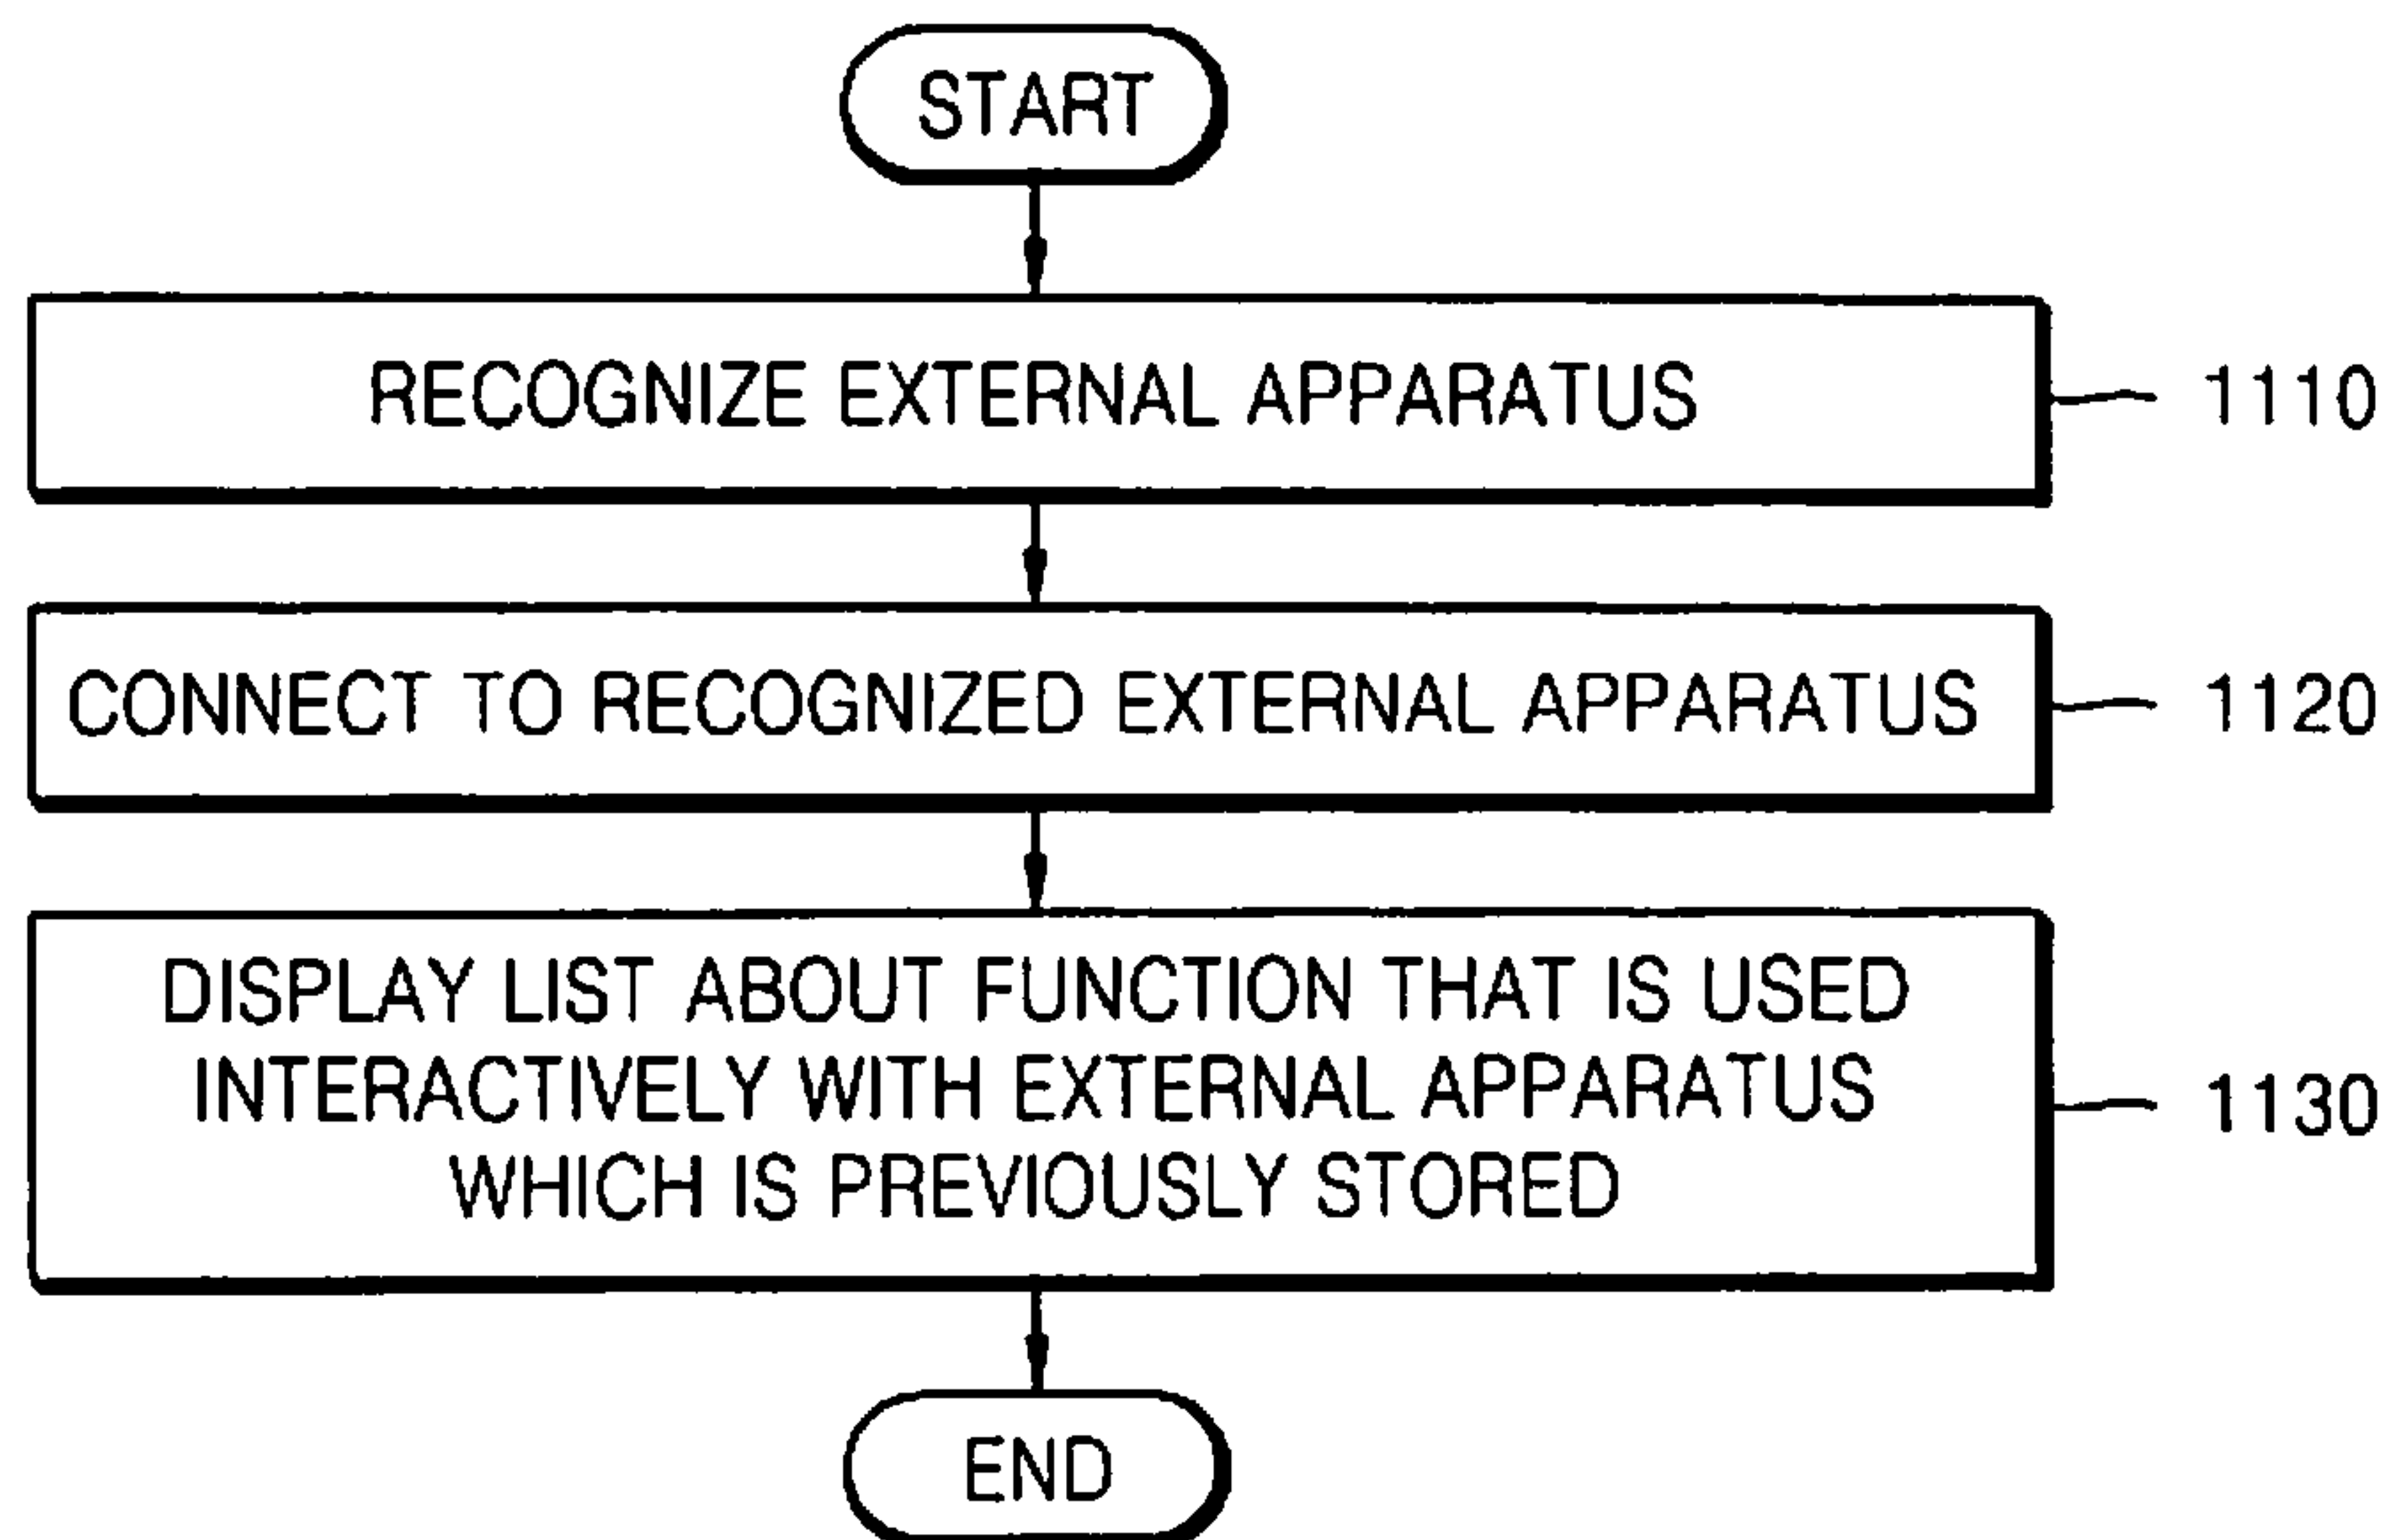 START
RECOGNIZE EXTERNAL APPARATUS
1110
CONNECT TO RECOGNIZED EXTERNAL APPARATUS
1120
DISPLAY LIST ABOUT FUNCTION THAT IS USED
INTERACTIVELY WITH EXTERNAL APPARATUS
WHICH IS PREVIOUSLY STORED
1130
END